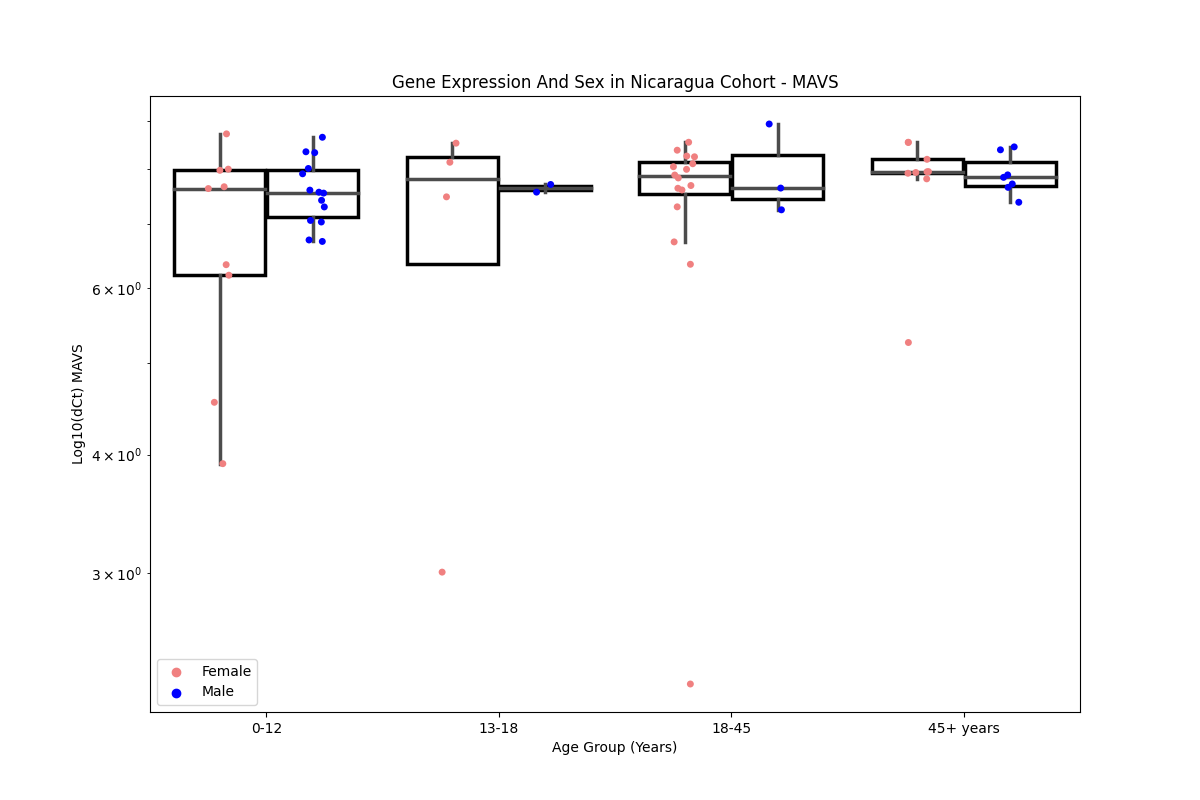 Gene Expression And Sex in Nicaragua Cohort - MAVS
Log10(dCt) MAVS
6 × 10⁰
4 × 10⁰
3 × 10⁰
Female
Male
0-12
13-18
18-45
45+ years
Age Group (Years)